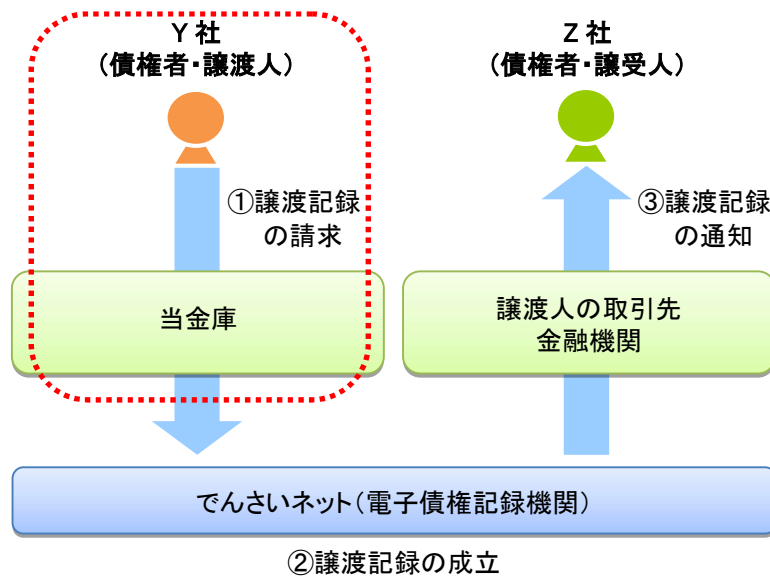 Y 社
(債権者・譲渡人)
Z 社
(債権者・譲受人)
①譲渡記録
の請求
③譲渡記録
の通知
当金庫
譲渡人の取引先
金融機関
でんさいネット(電子債権記録機関)
②譲渡記録の成立